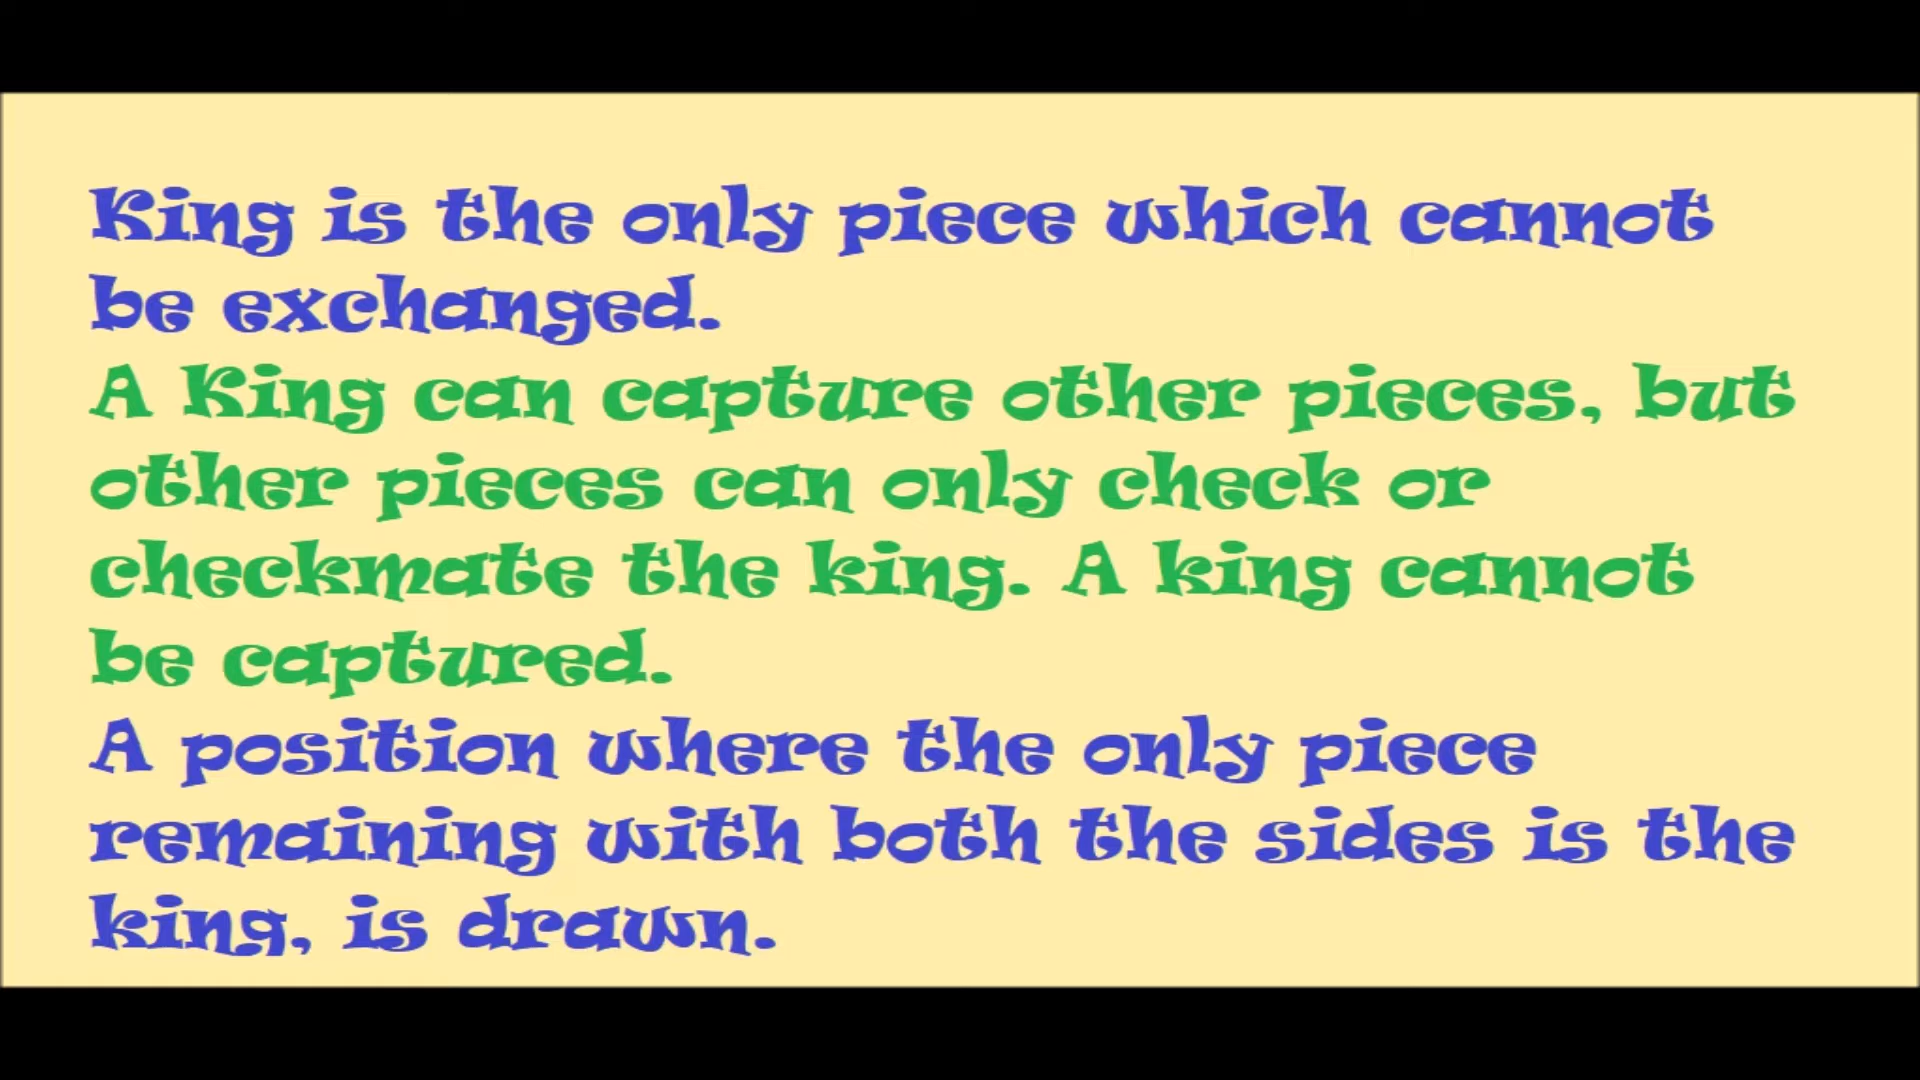 King is the only piece which cannot
be exchanged.
A King can capture other pieces, but
other pieces can only check or
checkmate the king. A king cannot
be captured.
A position where the only piece
remaining with both the sides is the
king, is drawn.